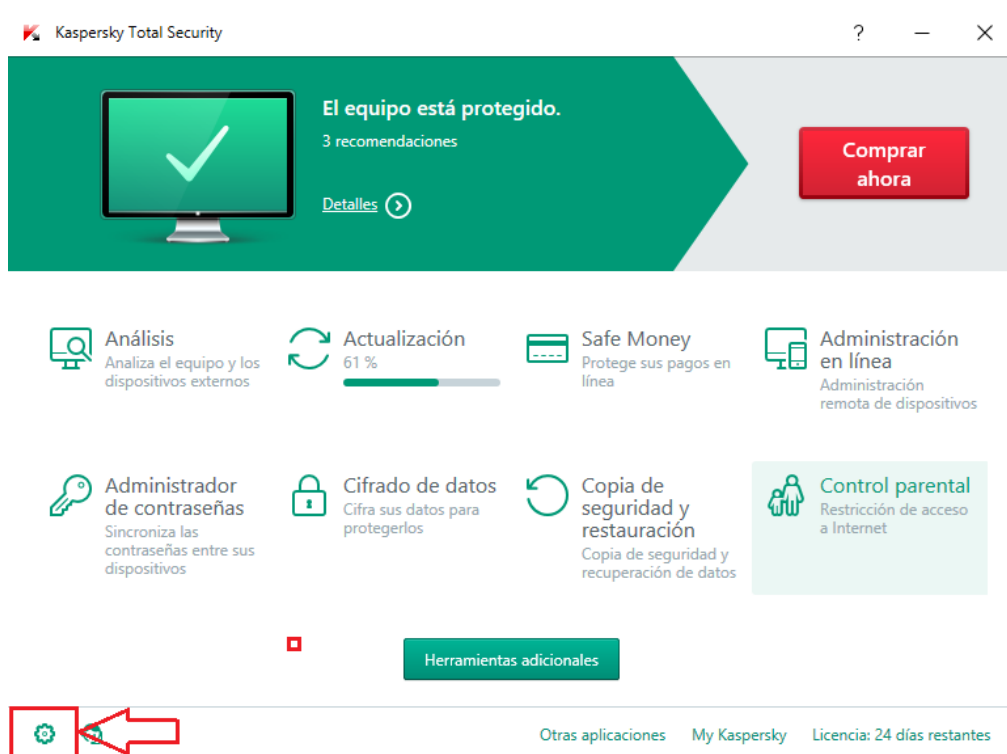 Kaspersky Total Security
El equipo está protegido.
3 recomendaciones
Detalles
Comprar
ahora
Análisis
Analiza el equipo y los
dispositivos externos
Actualización
61 %
Safe Money
Protege sus pagos en
línea
Administración
en línea
Administración
remota de dispositivos
Administrador
de contraseñas
Sincroniza las
contraseñas entre sus
dispositivos
Cifrado de datos
Cifra sus datos para
protegerlos
Copia de
seguridad y
restauración
Copia de seguridad y
recuperación de datos
Control parental
Restricción de acceso
a Internet
Herramientas adicionales
Otras aplicaciones
My Kaspersky
Licencia: 24 días restantes